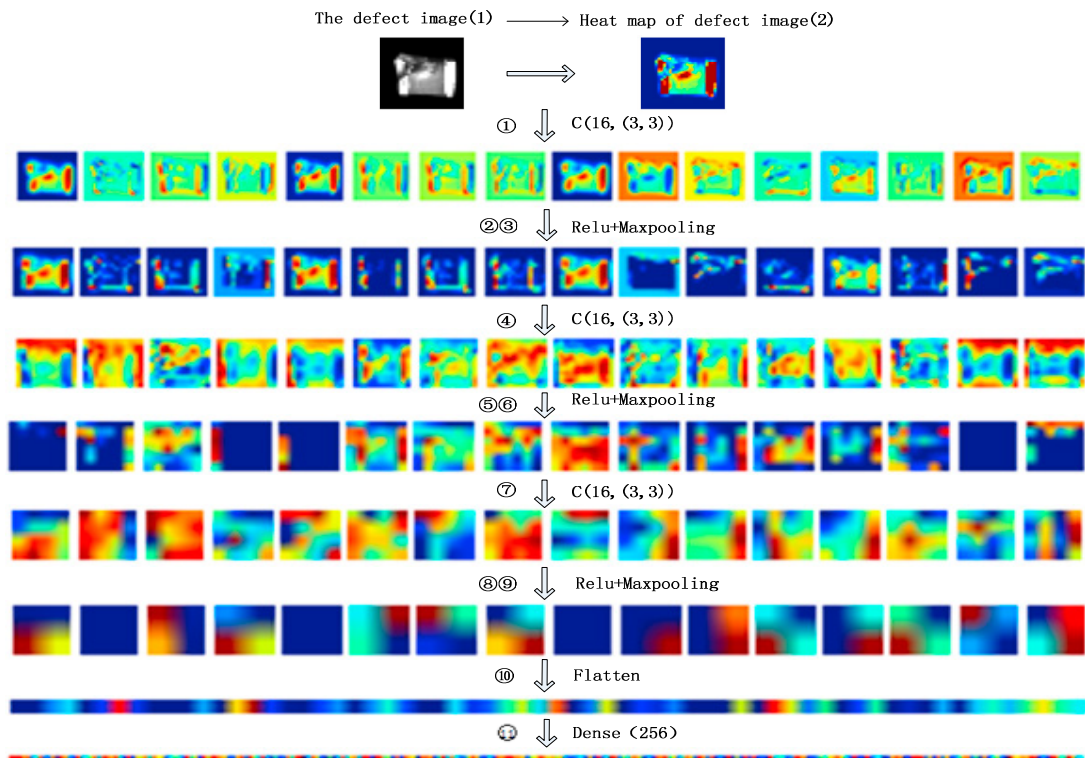 The defect image(1) ⟶ Heat map of defect image(2)
① C(16, (3,3))
②③ Relu+Maxpooling
④ C(16, (3,3))
⑤⑥ Relu+Maxpooling
⑦ C(16, (3,3))
⑧⑨ Relu+Maxpooling
⑩ Flatten
⑪ Dense (256)